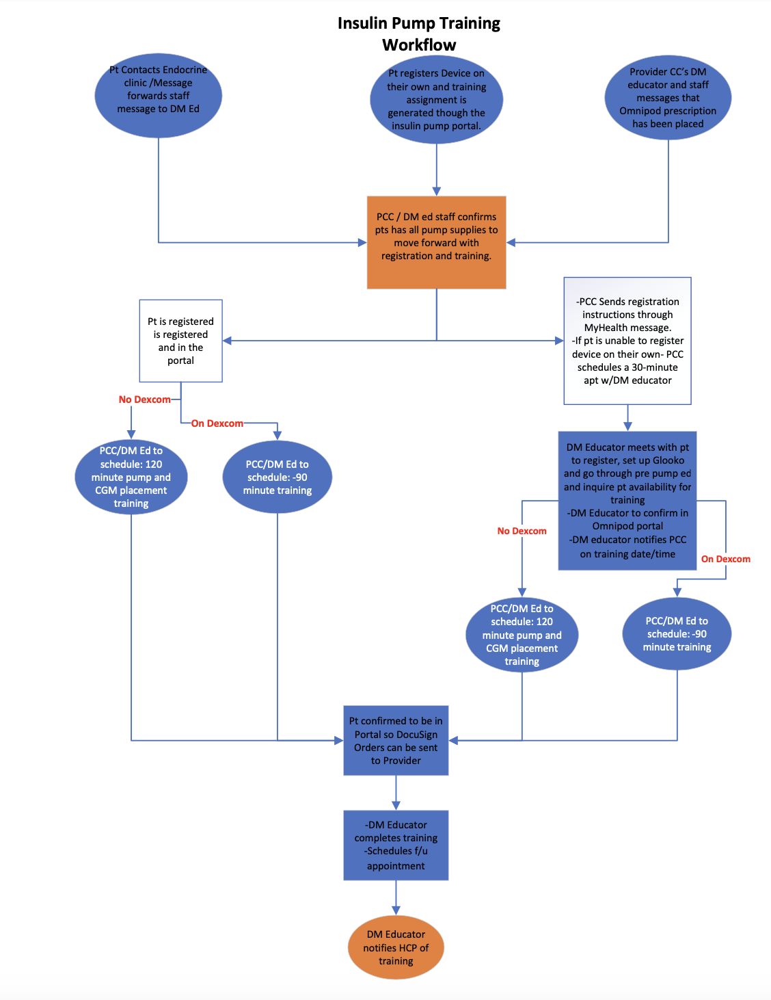 Insulin Pump Training
Workflow
Pt Contacts Endocrine
clinic /Message
forwards staff
message to DM Ed
Pt registers Device on
their own and training
assignment is
generated though the
insulin pump portal.
Provider CC's DM
educator and staff
messages that
Omnipod prescription
has been placed
PCC / DM ed staff confirms
pts has all pump supplies to
move forward with
registration and training.
Pt is registered
is registered
and in the
portal
-PCC Sends registration
instructions through
MyHealth message.
-If pt is unable to register
device on their own- PCC
schedules a 30-minute
apt w/DM educator
No Dexcom
On Dexcom
PCC/DM Ed to
schedule: 120
minute pump and
CGM placement
training
PCC/DM Ed to
schedule: -90
minute training
DM Educator meets with pt
to register, set up Glooko
and go through pre pump ed
and inquire pt availability for
training
-DM Educator to confirm in
Omnipod portal
-DM educator notifies PCC
on training date/time
No Dexcom
On Dexcom
PCC/DM Ed to
schedule: 120
minute pump and
CGM placement
training
PCC/DM Ed to
schedule: -90
minute training
Pt confirmed to be in
Portal so DocuSign
Orders can be sent
to Provider
-DM Educator
completes training
-Schedules f/u
appointment
DM Educator
notifies HCP of
training